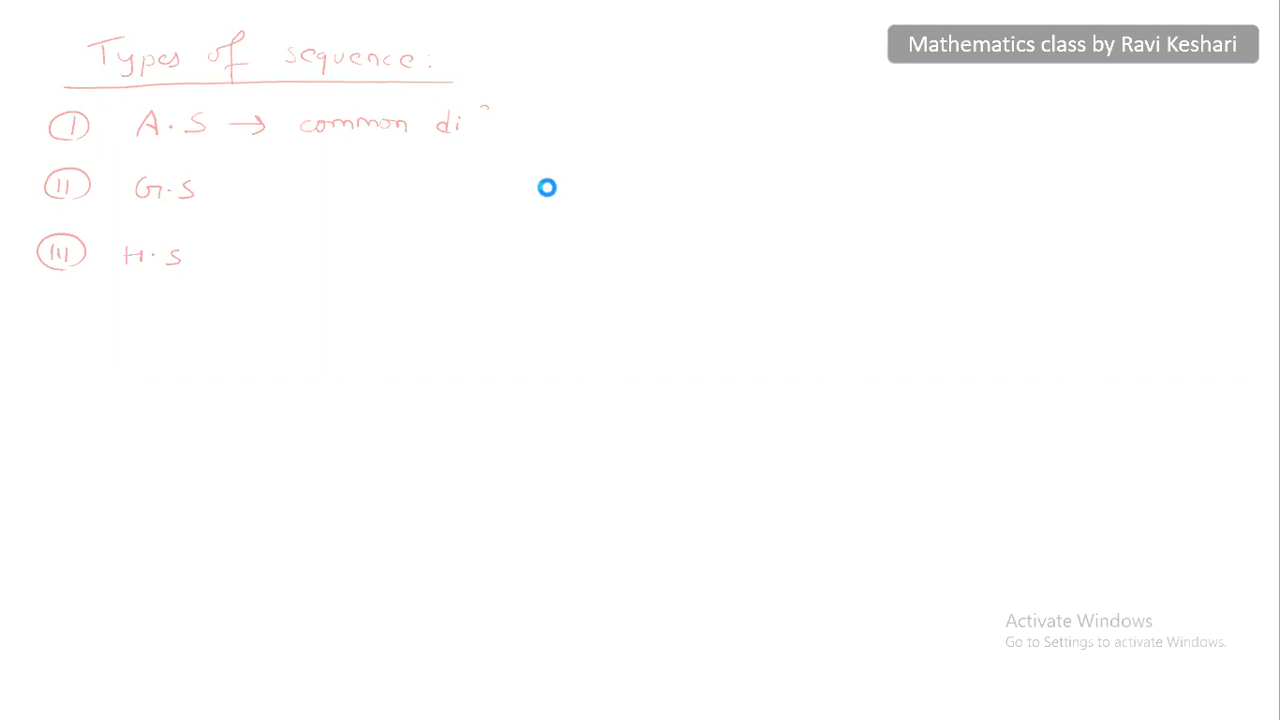 Mathematics class by Ravi Keshari
Types of sequence:
(I) A.S → common di
(II) G.S
(III) H.S
Activate Windows
Go to Settings to activate Windows.